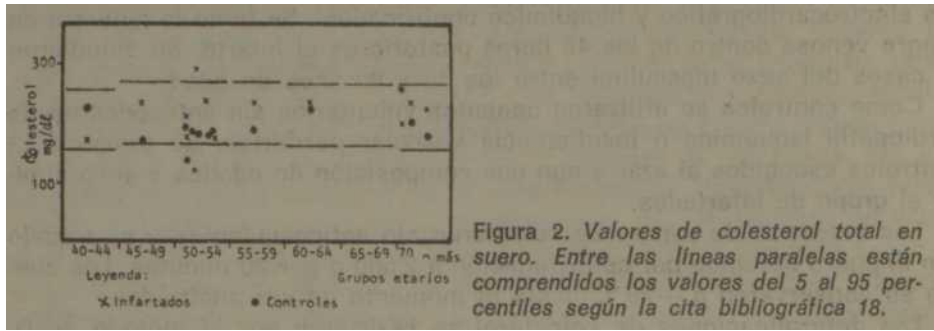 300
Colesterol
mg/dl
100
40-44 45-49 50-54 55-59 60-64 65-69 70 n más
Leyenda: Grupos etarios
x Infartados • Controles
Figura 2. Valores de colesterol total en
suero. Entre las líneas paralelas están
comprendidos los valores del 5 al 95 per-
centiles según la cita bibliográfica 18.